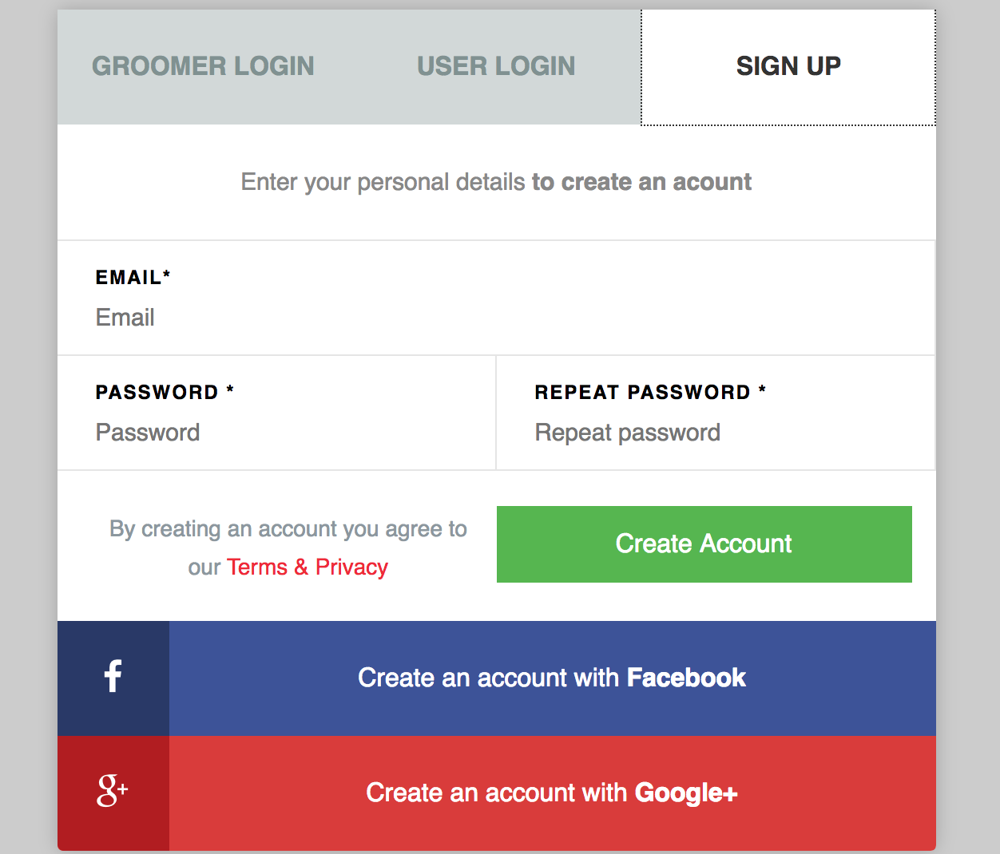 GROOMER LOGIN USER LOGIN SIGN UP
Enter your personal details to create an acount
EMAIL*
Email
PASSWORD * REPEAT PASSWORD *
Password Repeat password
By creating an account you agree to
our Terms & Privacy
Create Account
f Create an account with Facebook
g+ Create an account with Google+